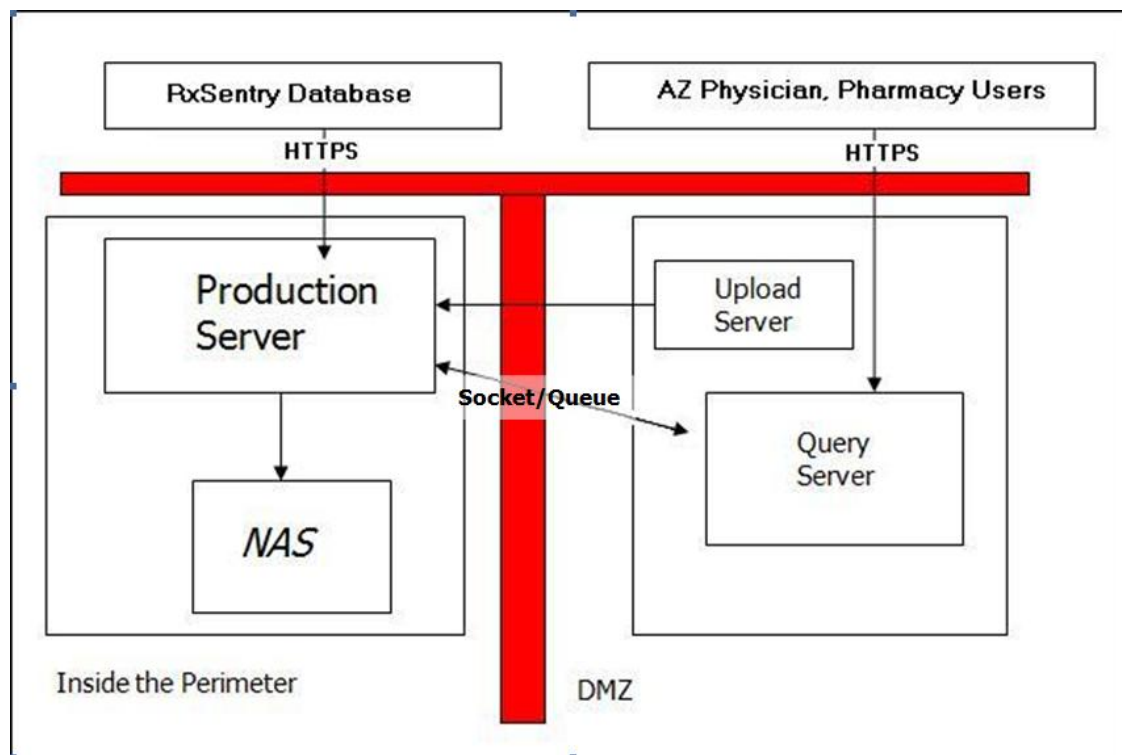 RxSentry Database
AZ Physician, Pharmacy Users
HTTPS
HTTPS
Production
Server
Upload
Server
Socket/Queue
Query
Server
NAS
Inside the Perimeter
DMZ